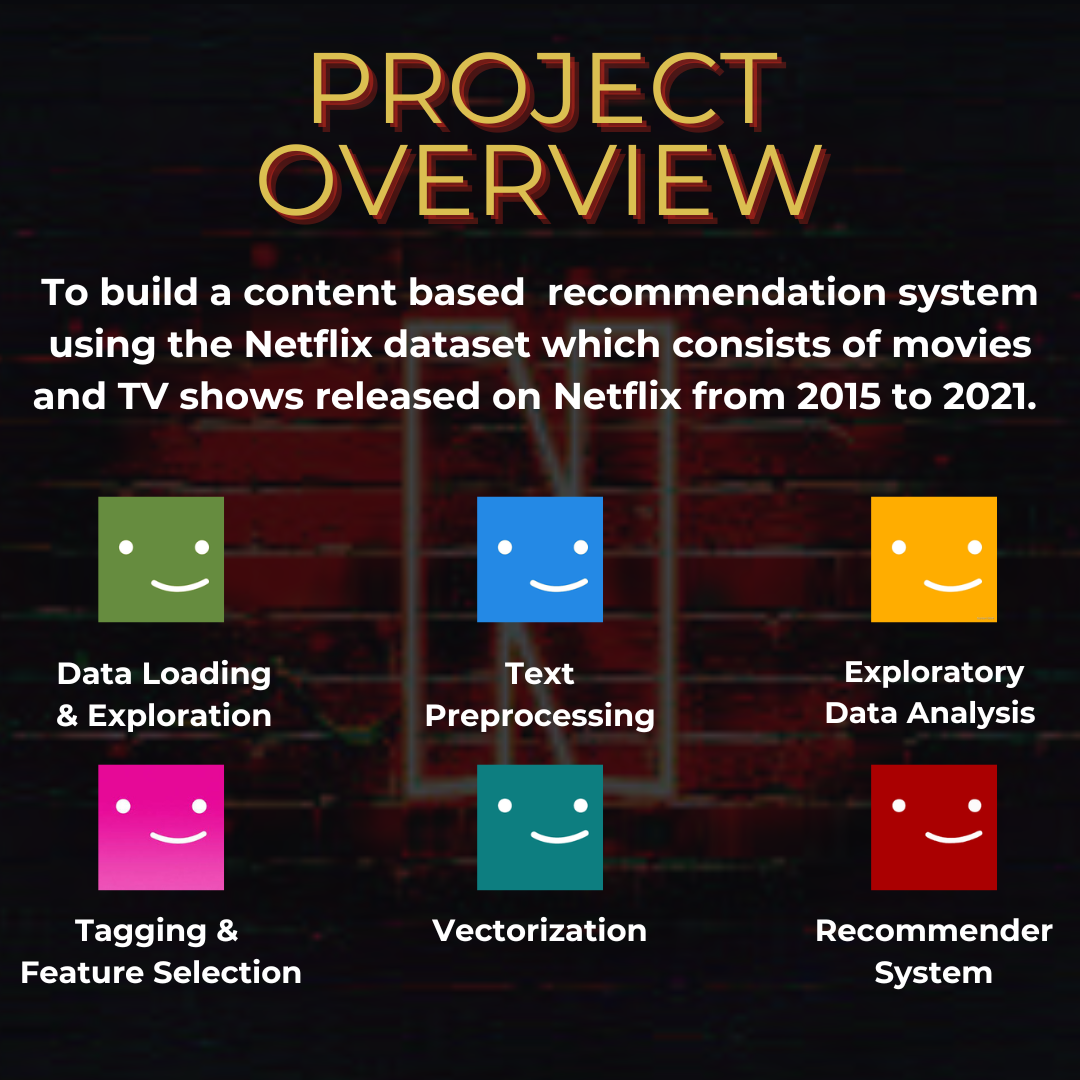 PROJECT
OVERVIEW
To build a content based  recommendation system
using the Netflix dataset which consists of movies
and TV shows released on Netflix from 2015 to 2021.
Data Loading
& Exploration
Text
Preprocessing
Exploratory
Data Analysis
Tagging &
Feature Selection
Vectorization
Recommender
System